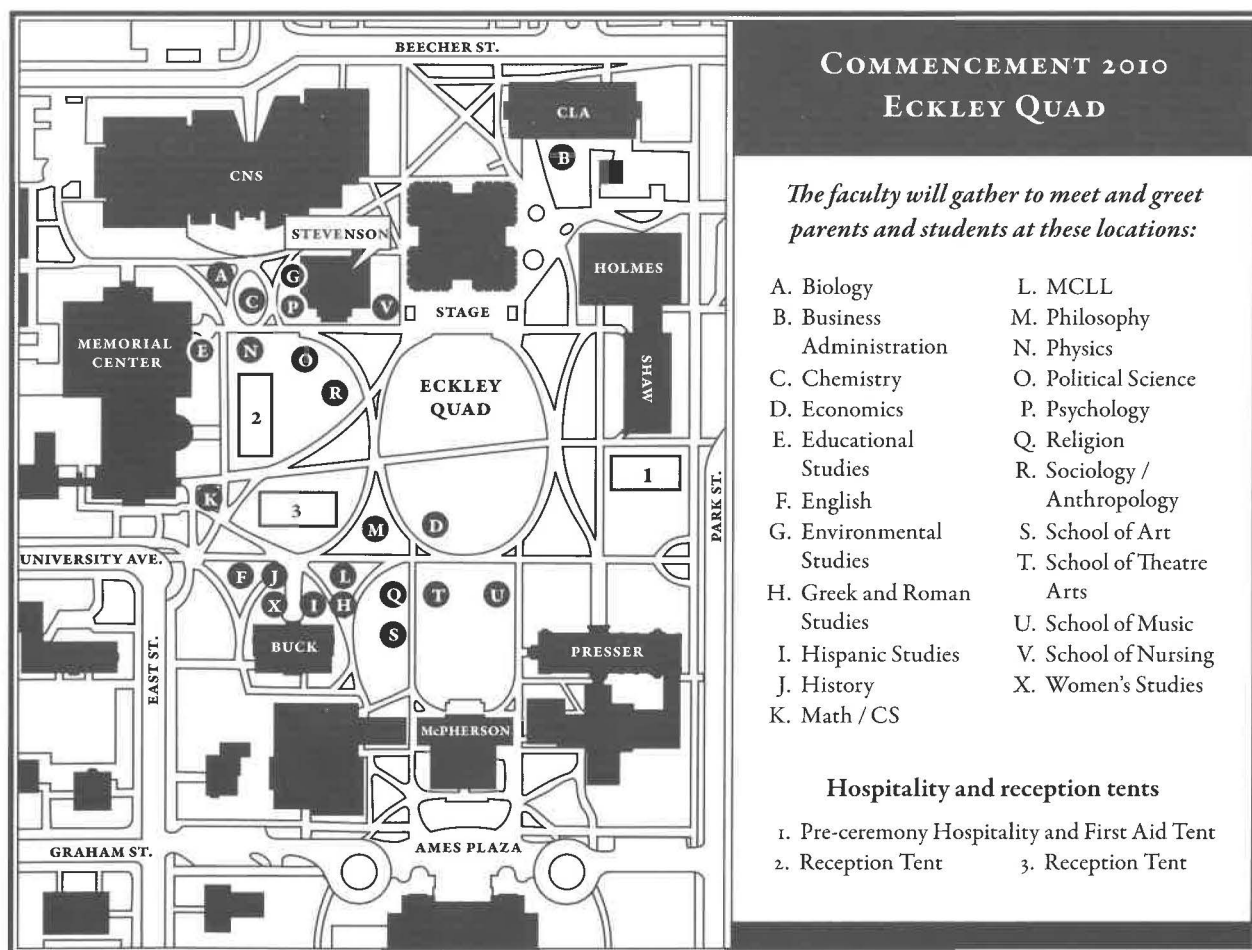 BEECHER ST.
CLA
B
CNS
STEVENSON
HOLMES
A
G
C
P
V
STAGE
MEMORIAL
CENTER
E
N
O
SHAW
ECKLEY
QUAD
R
2
1
K
3
M
D
PARK ST.
UNIVERSITY AVE.
F
J
L
X
I
H
Q
T
U
S
BUCK
PRESSER
EAST ST.
McPHERSON
GRAHAM ST.
AMES PLAZA
COMMENCEMENT 2010
ECKLEY QUAD
The faculty will gather to meet and greet
parents and students at these locations:
A. Biology
B. Business
Administration
C. Chemistry
D. Economics
E. Educational
Studies
F. English
G. Environmental
Studies
H. Greek and Roman
Studies
I. Hispanic Studies
J. History
K. Math / CS
L. MCLL
M. Philosophy
N. Physics
O. Political Science
P. Psychology
Q. Religion
R. Sociology /
Anthropology
S. School of Art
T. School of Theatre
Arts
U. School of Music
V. School of Nursing
X. Women's Studies
Hospitality and reception tents
1. Pre-ceremony Hospitality and First Aid Tent
2. Reception Tent
3. Reception Tent